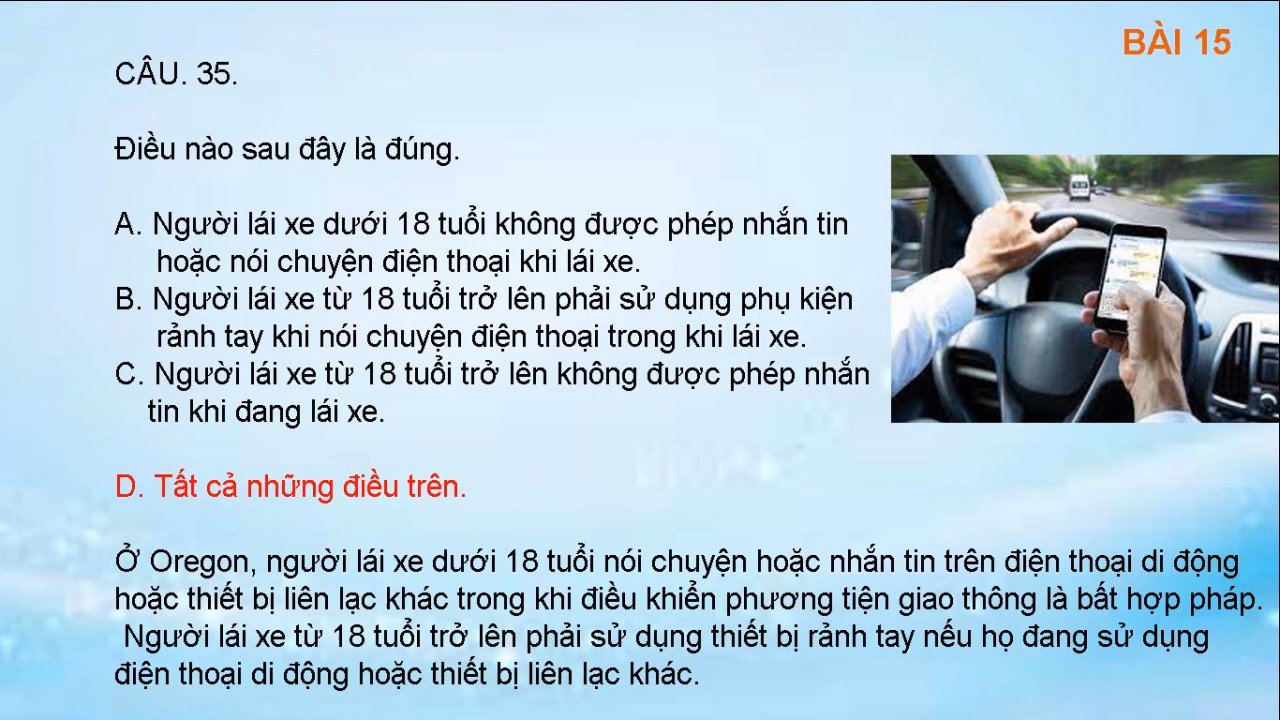 BÀI 15
CÂU. 35.
Điều nào sau đây là đúng.
A. Người lái xe dưới 18 tuổi không được phép nhắn tin
hoặc nói chuyện điện thoại khi lái xe.
B. Người lái xe từ 18 tuổi trở lên phải sử dụng phụ kiện
rảnh tay khi nói chuyện điện thoại trong khi lái xe.
C. Người lái xe từ 18 tuổi trở lên không được phép nhắn
tin khi đang lái xe.
D. Tất cả những điều trên.
Ở Oregon, người lái xe dưới 18 tuổi nói chuyện hoặc nhắn tin trên điện thoại di động
hoặc thiết bị liên lạc khác trong khi điều khiển phương tiện giao thông là bất hợp pháp.
Người lái xe từ 18 tuổi trở lên phải sử dụng thiết bị rảnh tay nếu họ đang sử dụng
điện thoại di động hoặc thiết bị liên lạc khác.